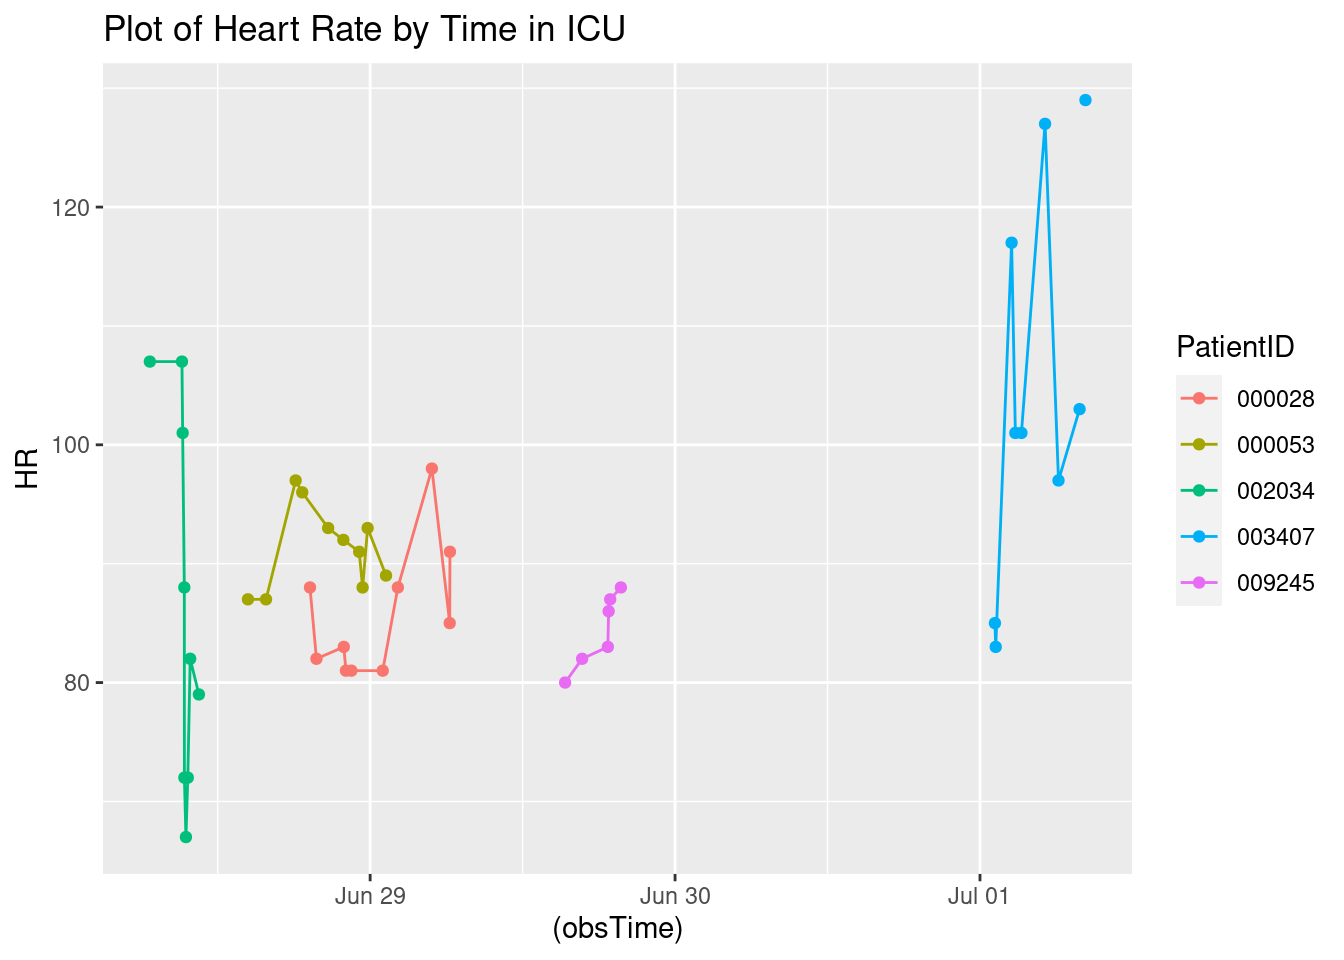 Plot of Heart Rate by Time in ICU
HR
120
100
80
Jun 29
Jun 30
Jul 01
(obsTime)
PatientID
000028
000053
002034
003407
009245